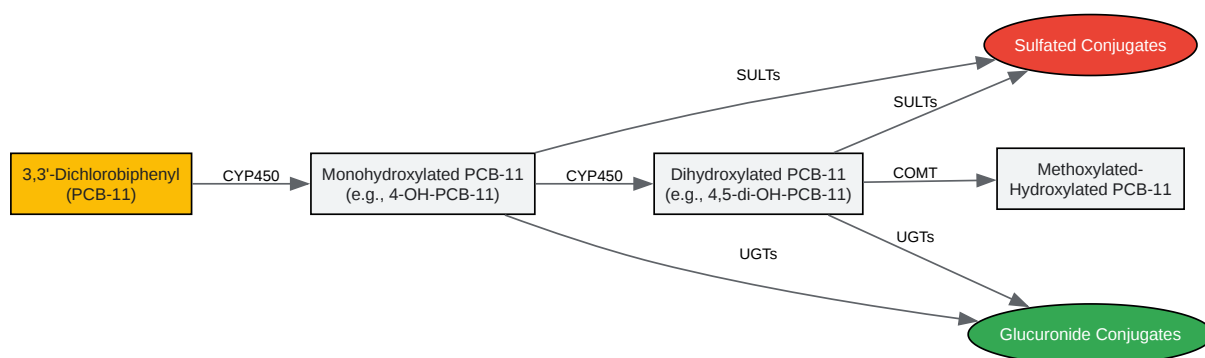 Sulfated Conjugates
SULTs
SULTs
3,3'-Dichlorobiphenyl
(PCB-11)
CYP450
Monohydroxylated PCB-11
(e.g., 4-OH-PCB-11)
CYP450
Dihydroxylated PCB-11
(e.g., 4,5-di-OH-PCB-11)
COMT
Methoxylated-
Hydroxylated PCB-11
UGTs
UGTs
Glucuronide Conjugates